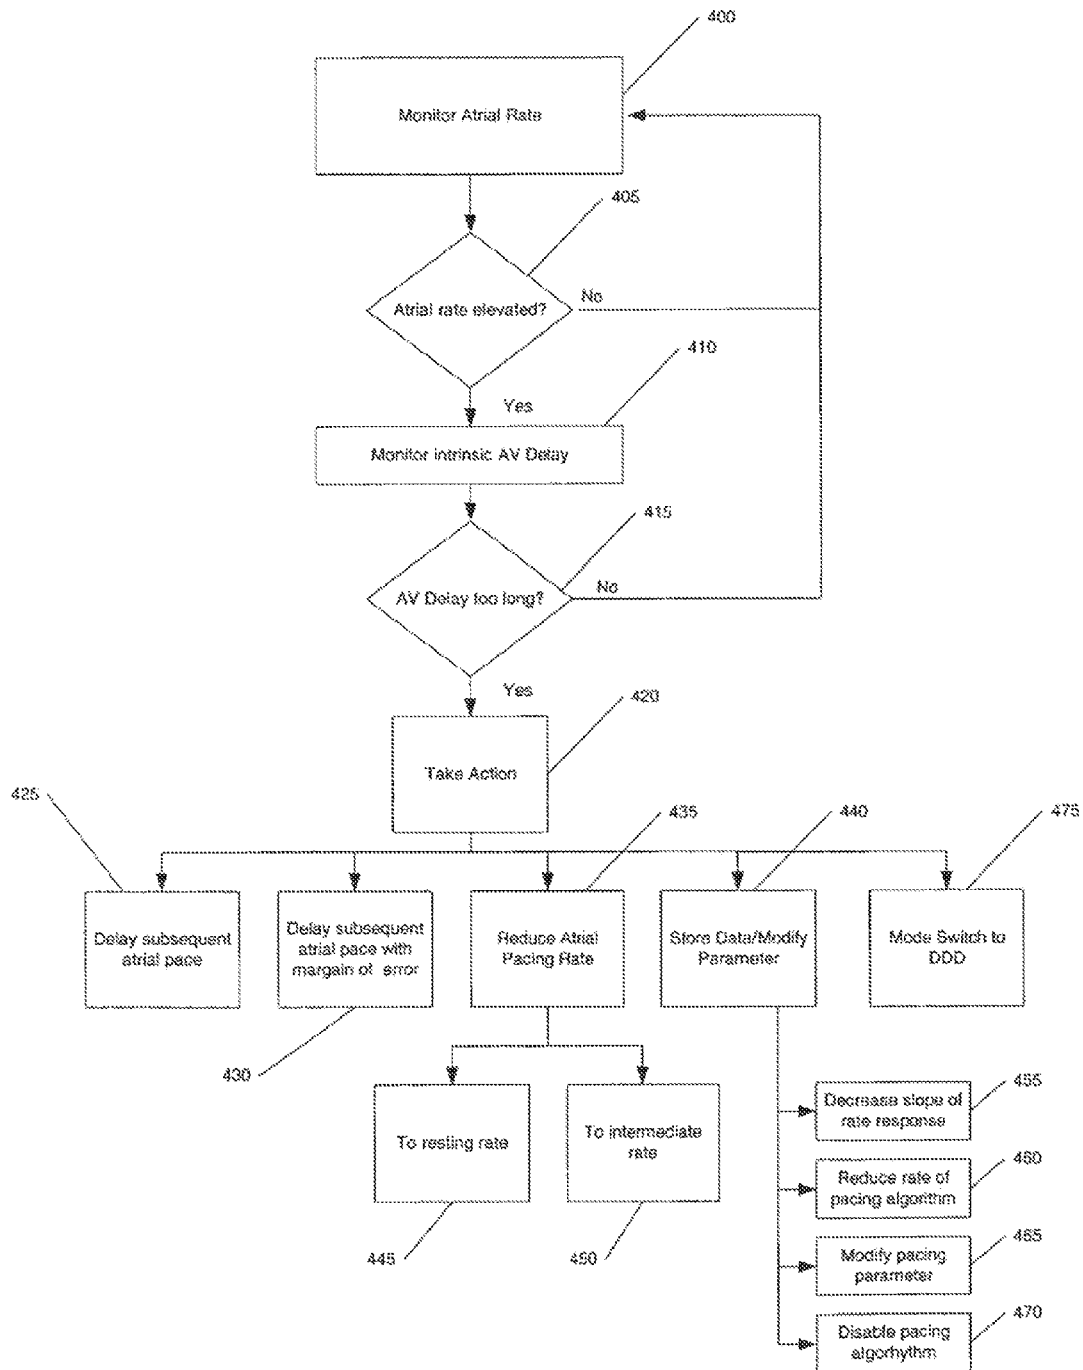 400
Monitor Atrial Rate
405
Atrial rate elevated?
No
410
Yes
Monitor intrinsic AV Delay
415
AV Delay too long?
No
Yes
420
Take Action
425
435
440
475
Delay subsequent
atrial pace
Delay subsequent
atrial pace with
margain of error
Reduce Atrial
Pacing Rate
Store Data/Modify
Parameter
Mode Switch to
DDD
430
To resting rate
To intermediate
rate
445
450
455
Decrease slope of
rate response
460
Reduce rate of
pacing algorithm
465
Modify pacing
parameter
470
Disable pacing
algorhythm